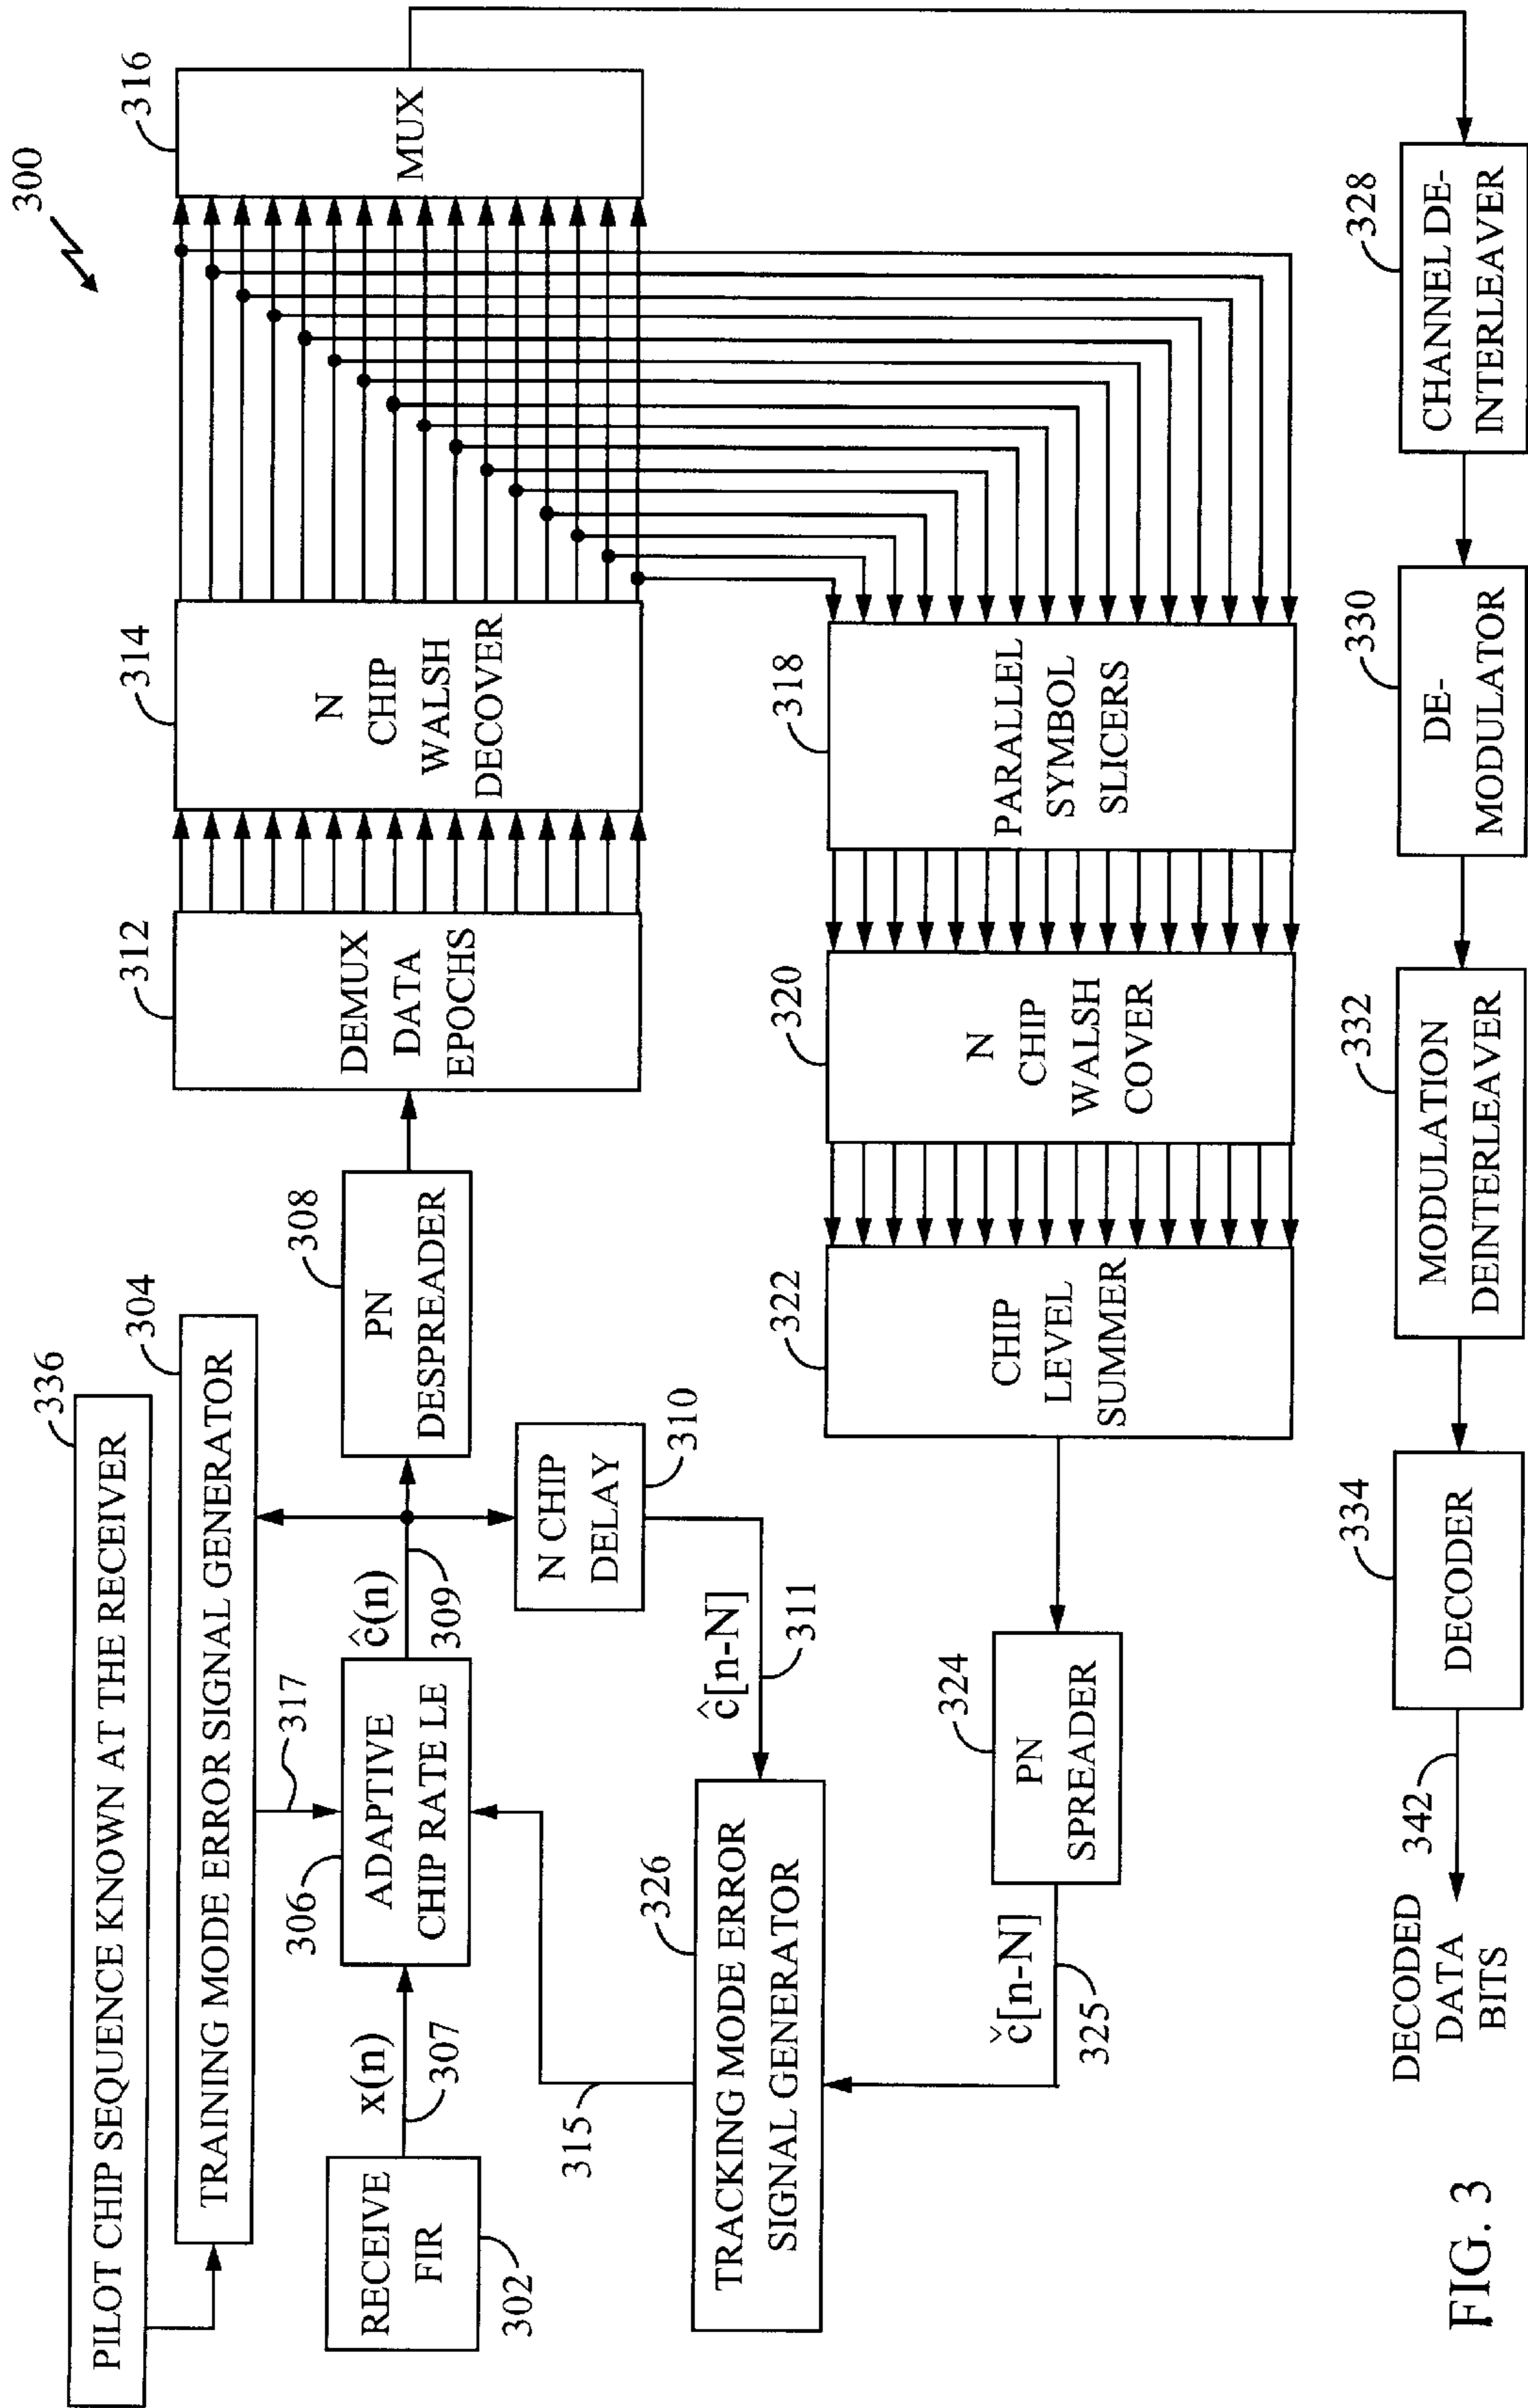 300
PILOT CHIP SEQUENCE KNOWN AT THE RECEIVER
336
TRAINING MODE ERROR SIGNAL GENERATOR
304
317
RECEIVE
FIR
302
x(n)
307
ADAPTIVE
CHIP RATE LE
306
ĉ(n)
309
PN
DESPREADER
308
N CHIP
DELAY
310
ĉ[n-N]
311
DEMUX
DATA
EPOCHS
312
N
CHIP
WALSH
DECOVER
314
MUX
316
315
TRACKING MODE ERROR
SIGNAL GENERATOR
326
PN
SPREADER
324
č[n-N]
325
CHIP
LEVEL
SUMMER
322
N
CHIP
WALSH
COVER
320
PARALLEL
SYMBOL
SLICERS
318
DECODED
DATA
BITS
342
DECODER
334
MODULATION
DEINTERLEAVER
332
DE-
MODULATOR
330
CHANNEL DE-
INTERLEAVER
328
FIG. 3